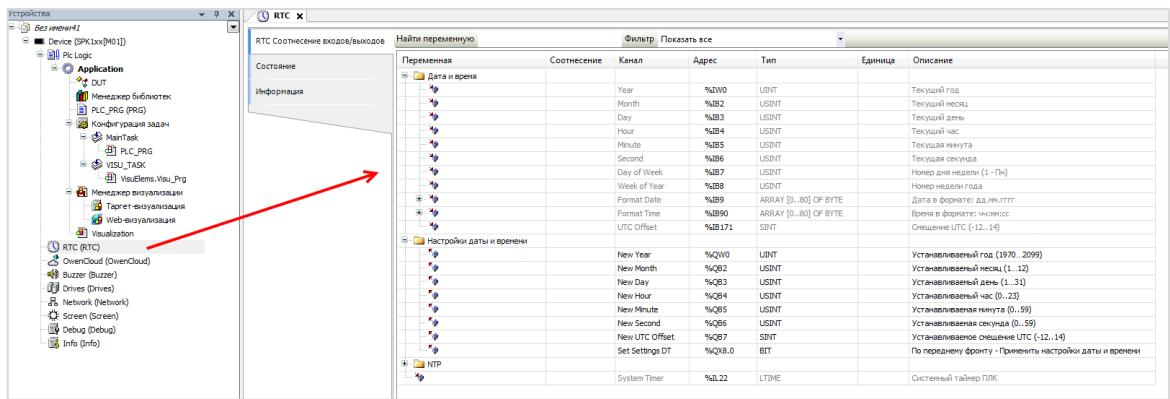 Устройства
Без имени41
Device (SPK1xx[M01])
Plc Logic
Application
DUT
Менеджер библиотек
PLC_PRG (PRG)
Конфигурация задач
MainTask
PLC_PRG
VISU_TASK
VisuElems.Visu_Prg
Менеджер визуализации
Таргет-визуализация
Web-визуализация
Visualization
RTC (RTC)
OwenCloud (OwenCloud)
Buzzer (Buzzer)
Drives (Drives)
Network (Network)
Screen (Screen)
Debug (Debug)
Info (Info)
RTC
RTC Соотнесение входов/выходов
Состояние
Информация
Найти переменную Фильтр Показать все
Переменная Соотнесение Канал Адрес Тип Единица Описание
Дата и время
Year %IW0 UINT Текущий год
Month %IB2 USINT Текущий месяц
Day %IB3 USINT Текущий день
Hour %IB4 USINT Текущий час
Minute %IB5 USINT Текущая минута
Second %IB6 USINT Текущая секунда
Day of Week %IB7 USINT Номер дня недели (1 - Пн)
Week of Year %IB8 USINT Номер недели года
Format Date %IB9 ARRAY [0..80] OF BYTE Дата в формате: дд.мм.гггг
Format Time %IB90 ARRAY [0..80] OF BYTE Время в формате: чч:мм:сс
UTC Offset %IB171 SINT Смещение UTC (-12..14)
Настройки даты и времени
New Year %QW0 UINT Устанавливаемый год (1970...2099)
New Month %QB2 USINT Устанавливаемый месяц (1...12)
New Day %QB3 USINT Устанавливаемый день (1...31)
New Hour %QB4 USINT Устанавливаемый час (0..23)
New Minute %QB5 USINT Устанавливаемая минута (0..59)
New Second %QB6 USINT Устанавливаемая секунда (0..59)
New UTC Offset %QB7 SINT Устанавливаемое смещение UTC (-12..14)
Set Settings DT %QX8.0 BIT По переднему фронту - Применить настройки даты и времени
NTP
System Timer %IL22 LTIME Системный таймер ПЛК